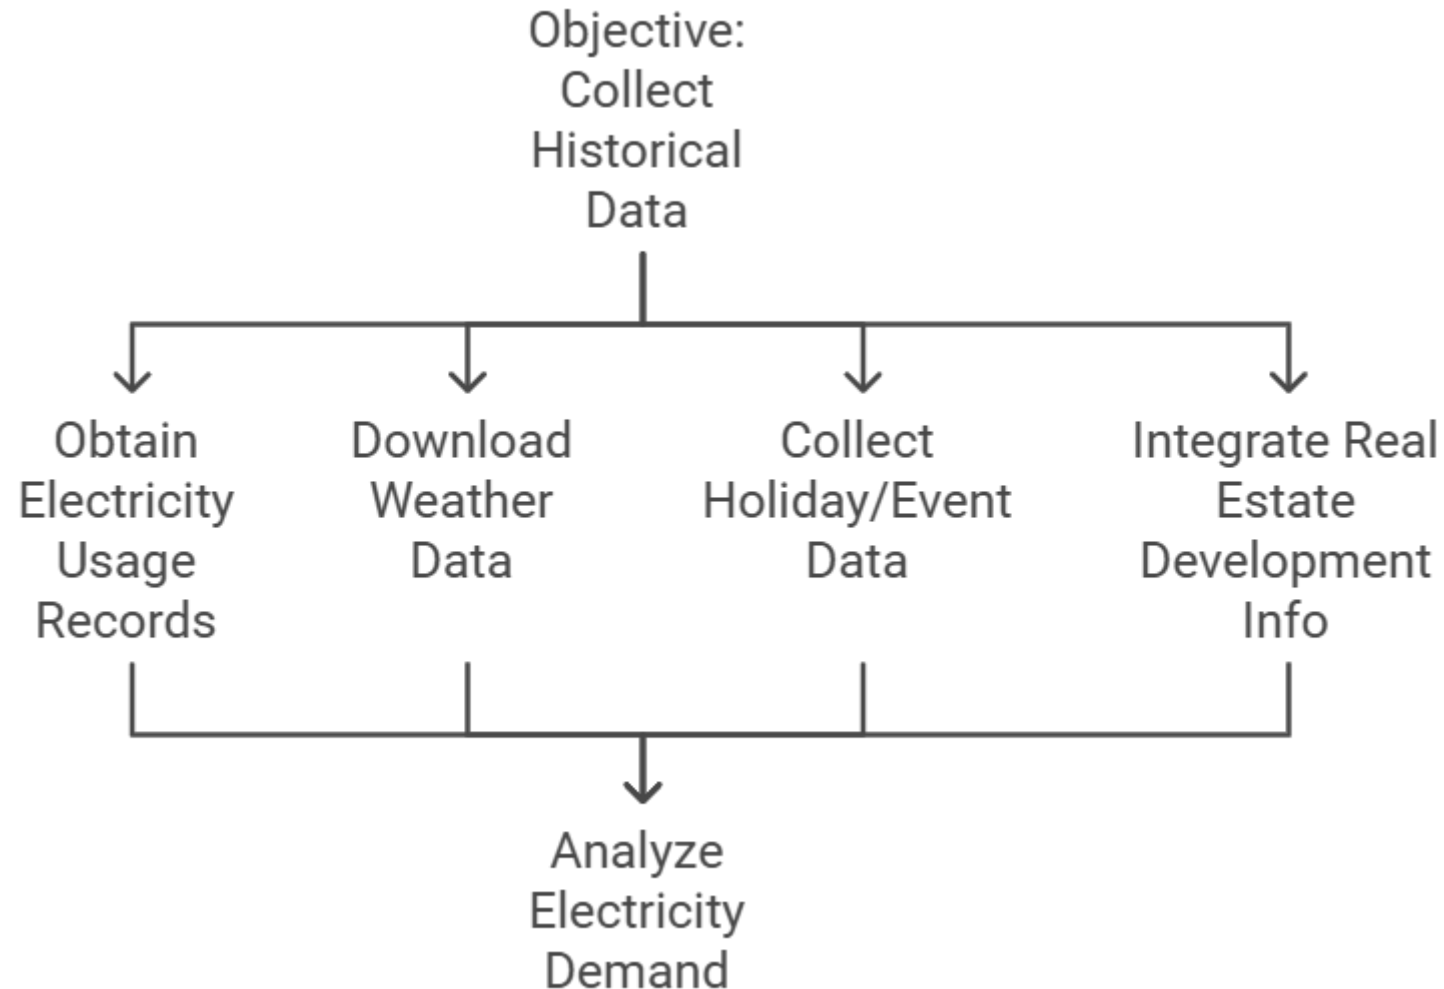 Objective:
Collect
Historical
Data
Obtain
Electricity
Usage
Records
Download
Weather
Data
Collect
Holiday/Event
Data
Integrate Real
Estate
Development
Info
Analyze
Electricity
Demand